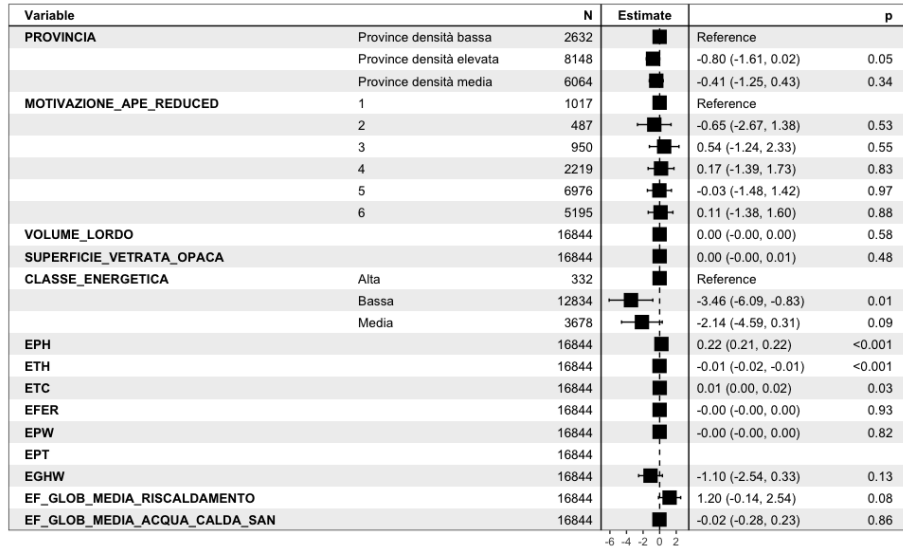 Variable N Estimate p
PROVINCIA Province densità bassa 2632 Reference
Province densità elevata 8148 -0.80 (-1.61, 0.02) 0.05
Province densità media 6064 -0.41 (-1.25, 0.43) 0.34
MOTIVAZIONE_APE_REDUCED 1 1017 Reference
2 487 -0.65 (-2.67, 1.38) 0.53
3 950 0.54 (-1.24, 2.33) 0.55
4 2219 0.17 (-1.39, 1.73) 0.83
5 6976 -0.03 (-1.48, 1.42) 0.97
6 5195 0.11 (-1.38, 1.60) 0.88
VOLUME_LORDO 16844 0.00 (-0.00, 0.00) 0.58
SUPERFICIE_VETRATA_OPACA 16844 0.00 (-0.00, 0.01) 0.48
CLASSE_ENERGETICA Alta 332 Reference
Bassa 12834 -3.46 (-6.09, -0.83) 0.01
Media 3678 -2.14 (-4.59, 0.31) 0.09
EPH 16844 0.22 (0.21, 0.22) <0.001
ETH 16844 -0.01 (-0.02, -0.01) <0.001
ETC 16844 0.01 (0.00, 0.02) 0.03
EFER 16844 -0.00 (-0.00, 0.00) 0.93
EPW 16844 -0.00 (-0.00, 0.00) 0.82
EPT 16844
EGHW 16844 -1.10 (-2.54, 0.33) 0.13
EF_GLOB_MEDIA_RISCALDAMENTO 16844 1.20 (-0.14, 2.54) 0.08
EF_GLOB_MEDIA_ACQUA_CALDA_SAN 16844 -0.02 (-0.28, 0.23) 0.86
-6 -4 -2 0 2